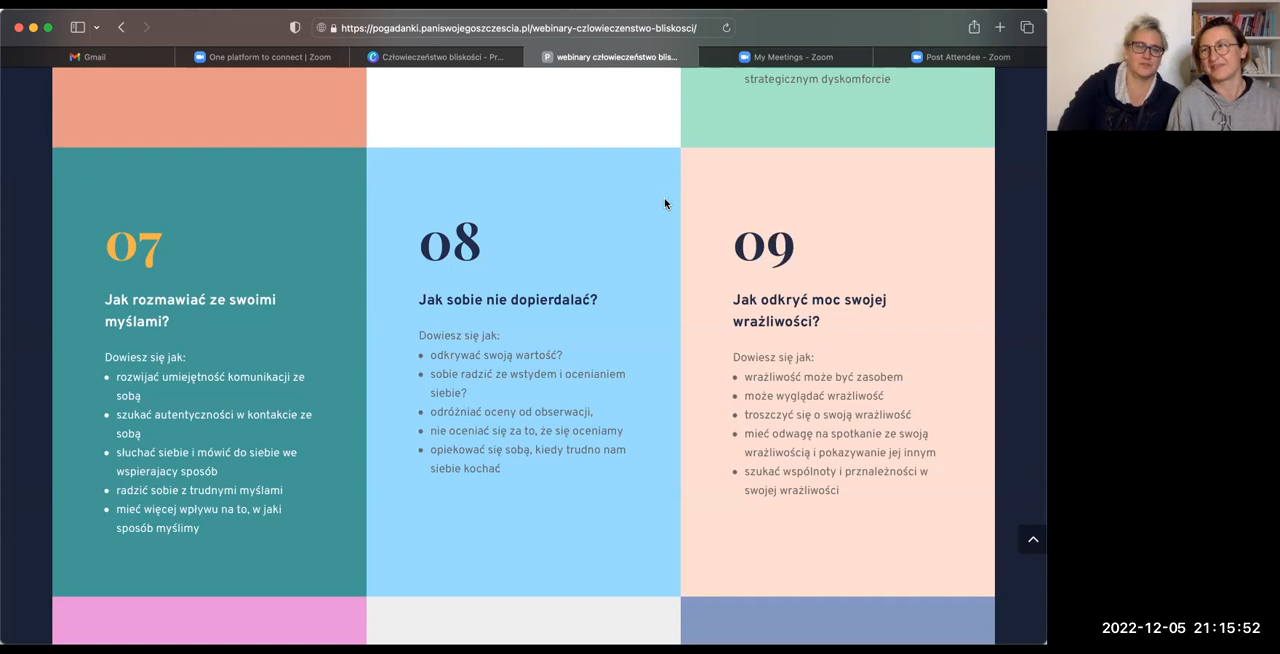 https://pogadanki.paniswojegoszczescia.pl/webinary-czlowieczenstwo-bliskosci/
Gmail
One platform to connect | Zoom
Człowieczeństwo bliskości - Pr...
webinary człowieczeństwo blis...
My Meetings - Zoom
Post Attendee - Zoom
strategicznym dyskomforcie
07
Jak rozmawiać ze swoimi
myślami?
Dowiesz się jak:
rozwijać umiejętność komunikacji ze
sobą
szukać autentyczności w kontakcie ze
sobą
słuchać siebie i mówić do siebie we
wspierajacy sposób
radzić sobie z trudnymi myślami
mieć więcej wpływu na to, w jaki
sposób myślimy
08
Jak sobie nie dopierdalać?
Dowiesz się jak:
odkrywać swoją wartość?
sobie radzić ze wstydem i ocenianiem
siebie?
odróżniać oceny od obserwacji,
nie oceniać się za to, że się oceniamy
opiekować się sobą, kiedy trudno nam
siebie kochać
09
Jak odkryć moc swojej
wrażliwości?
Dowiesz się jak:
wrażliwość może być zasobem
może wyglądać wrażliwość
troszczyć się o swoją wrażliwość
mieć odwagę na spotkanie ze swoją
wrażliwością i pokazywanie jej innym
szukać wspólnoty i prznależności w
swojej wrażliwości
2022-12-05 21:15:52